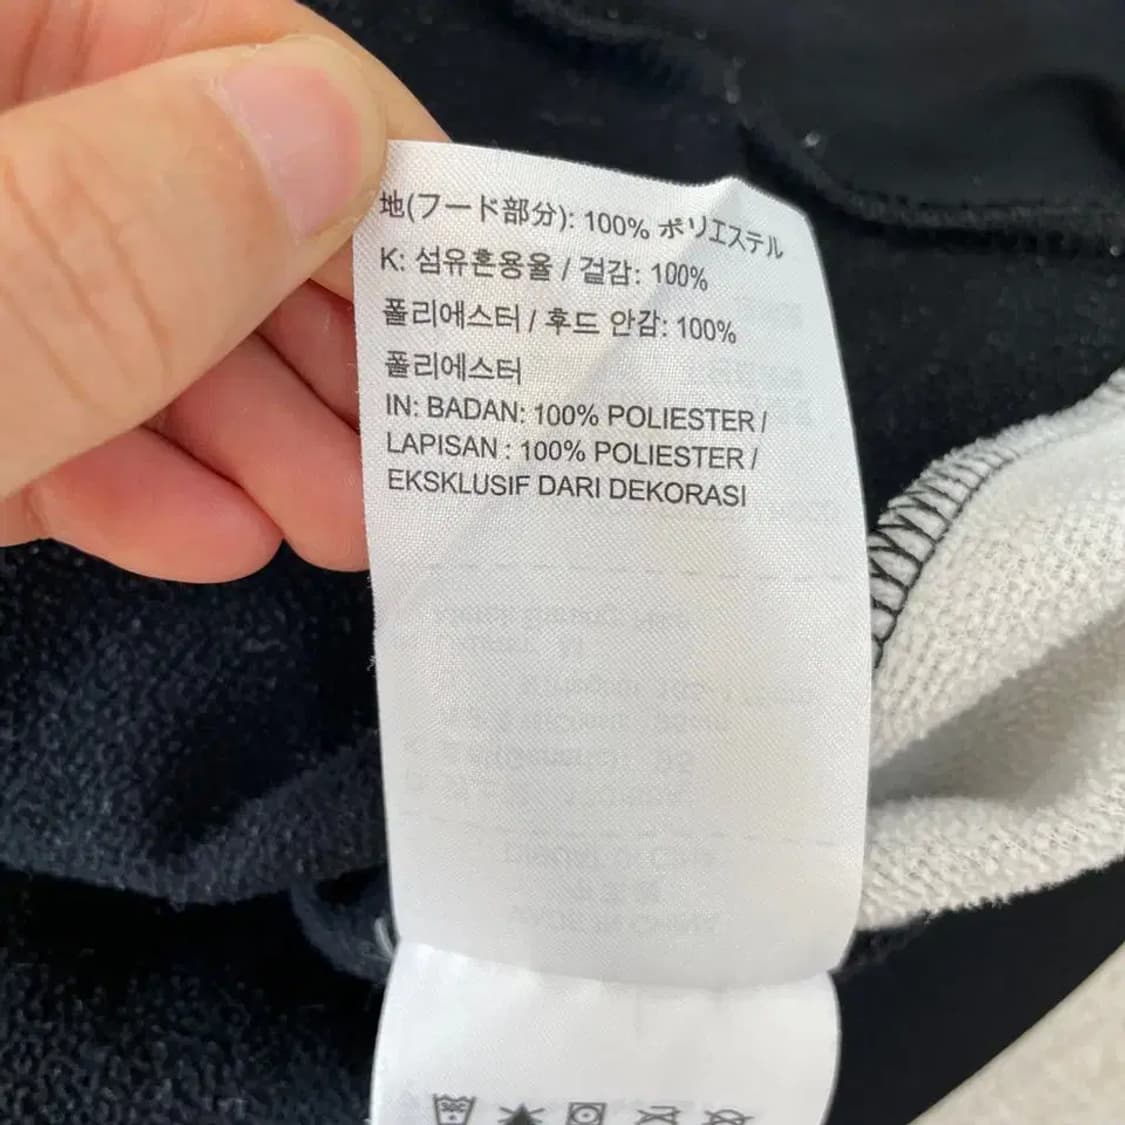 地(フード部分): 100% ポリエステル
K: 섬유혼용율 / 겉감: 100%
폴리에스터 / 후드 안감: 100%
폴리에스터
IN: BADAN: 100% POLIESTER /
LAPISAN : 100% POLIESTER /
EKSKLUSIF DARI DEKORASI